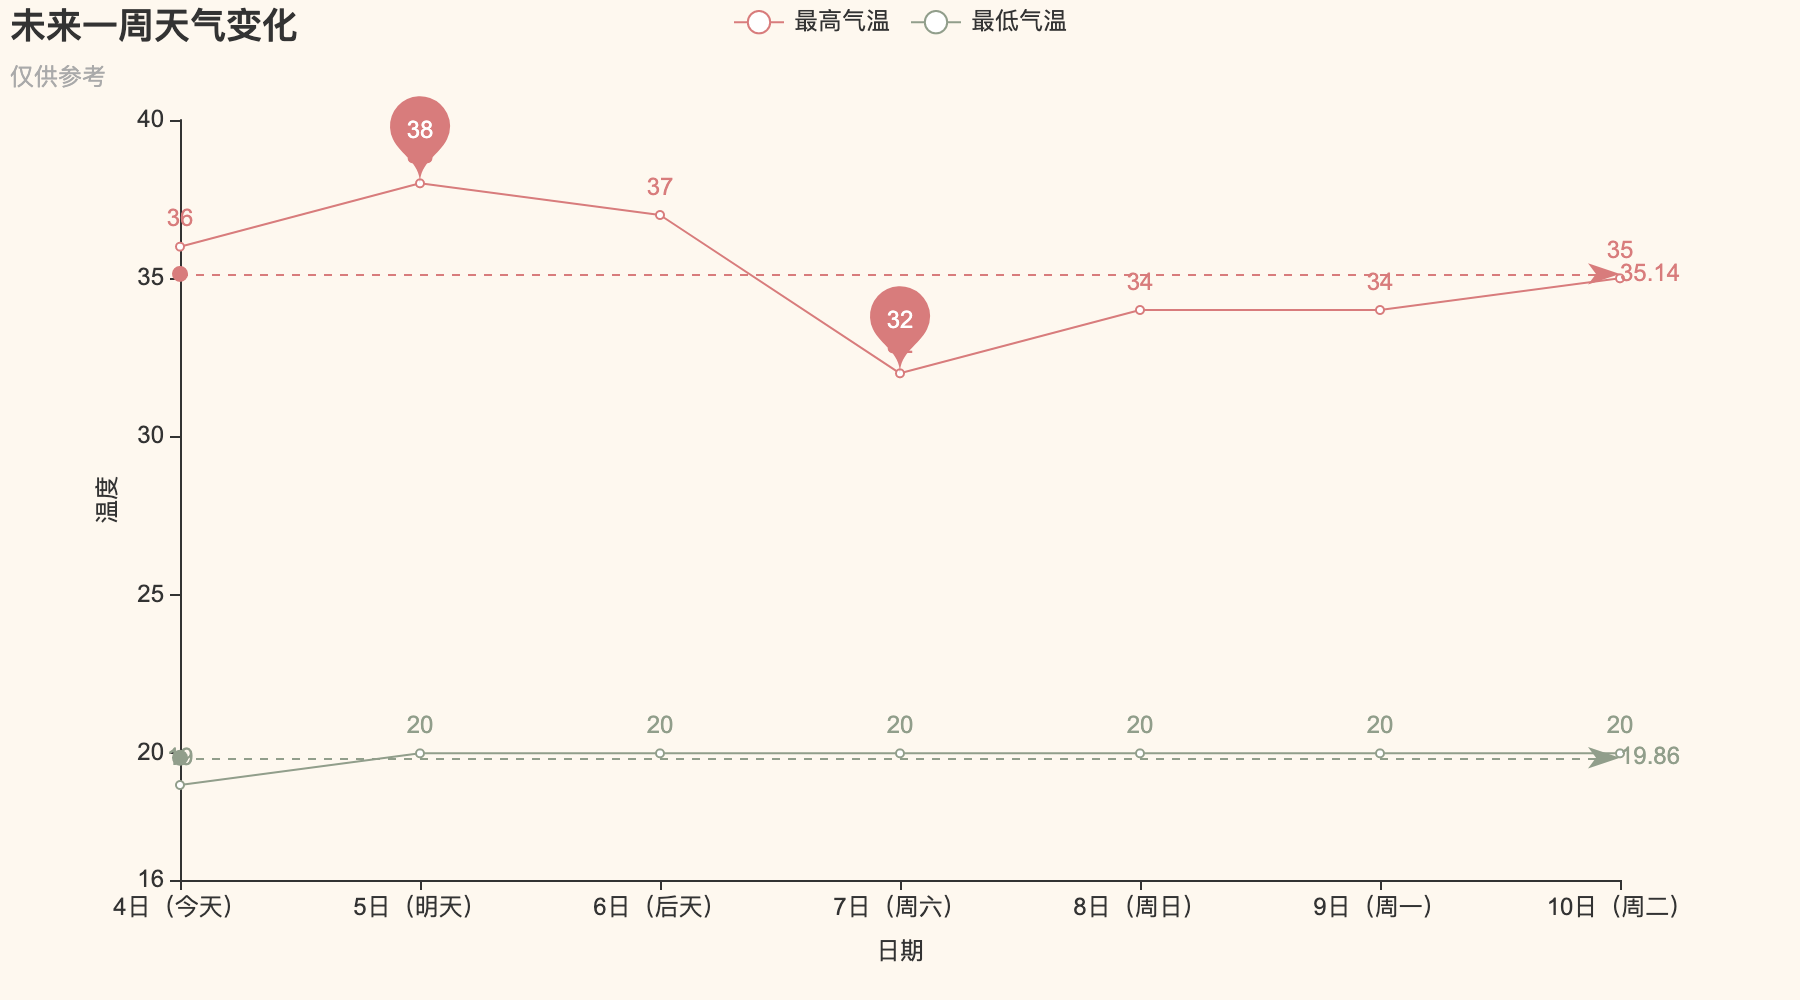 未来一周天气变化
仅供参考
最高气温
最低气温
40
35
30
25
20
16
温度
36
38
37
32
34
34
35
35.14
19
20
20
20
20
20
20
19.86
4日（今天）
5日（明天）
6日（后天）
7日（周六）
8日（周日）
9日（周一）
10日（周二）
日期